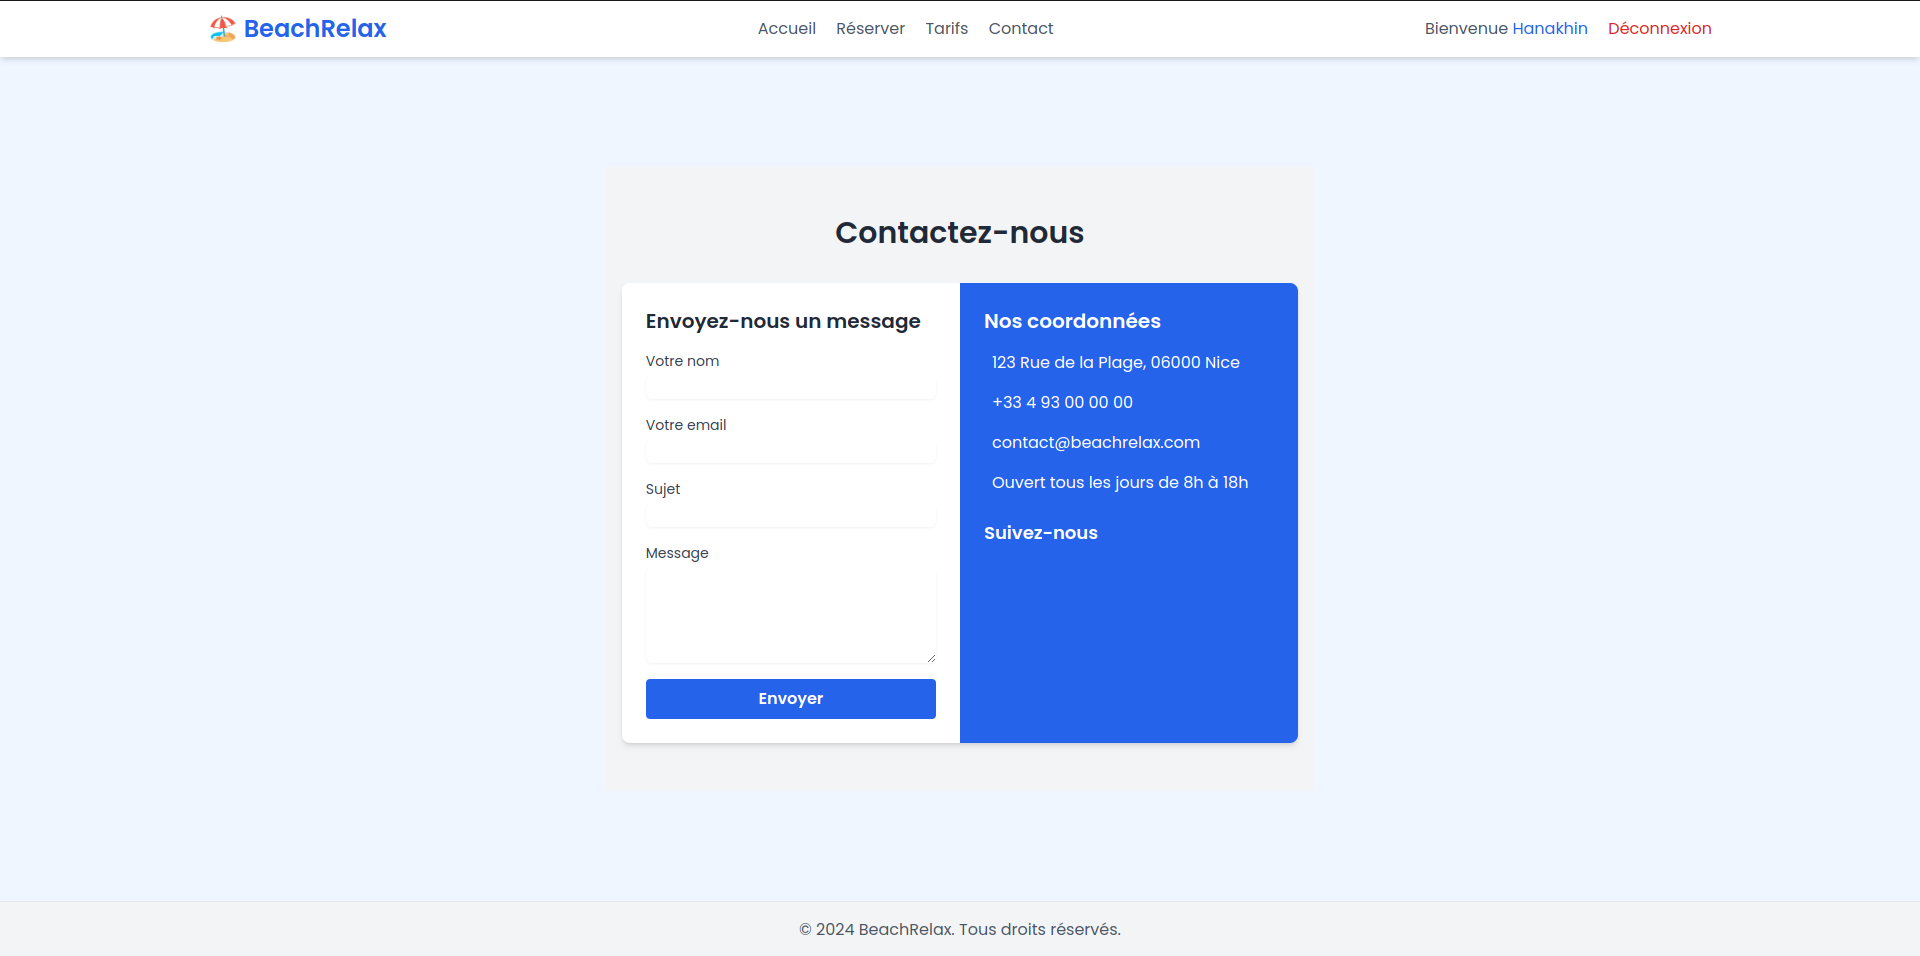 BeachRelax
Accueil Réserver Tarifs Contact
Bienvenue Hanakhin Déconnexion
Contactez-nous
Envoyez-nous un message
Votre nom
Votre email
Sujet
Message
Envoyer
Nos coordonnées
123 Rue de la Plage, 06000 Nice
+33 4 93 00 00 00
contact@beachrelax.com
Ouvert tous les jours de 8h à 18h
Suivez-nous
© 2024 BeachRelax. Tous droits réservés.